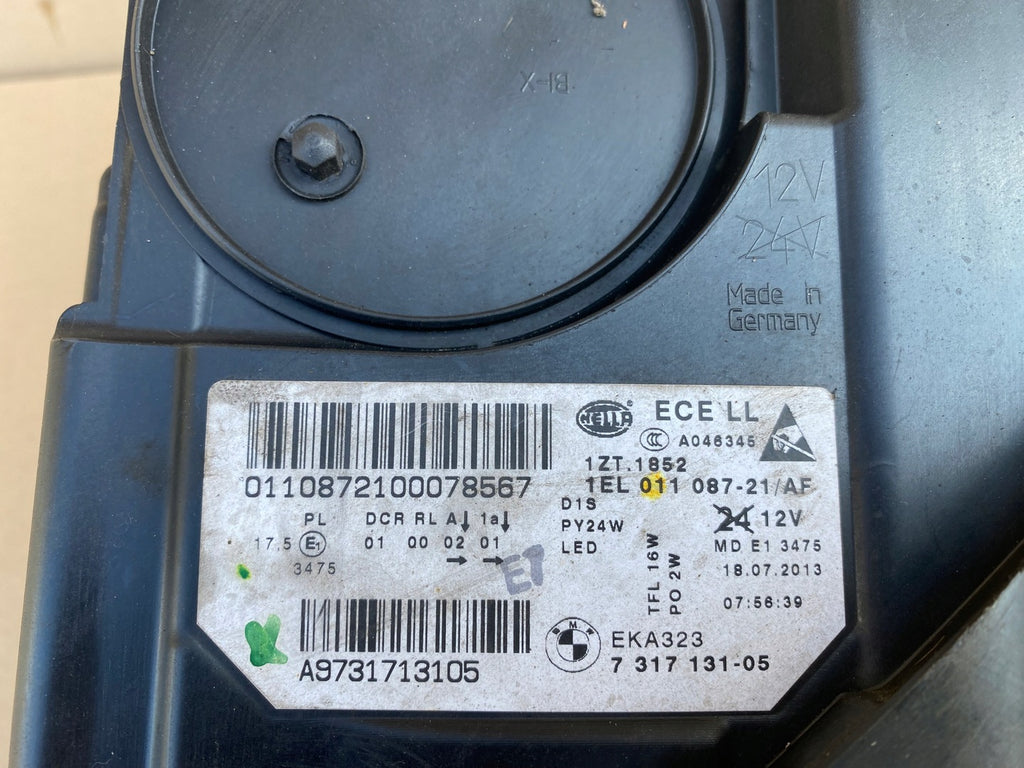 BI-X
12V
24V
Made in
Germany
0110872100078567
HELLA
ECE LL
CCC A046345
1ZT.1852
1EL 011 087-21/AF
PL DCR RL A↓ 1a↓
17,5 E1 01 00 02 01
3475 → →
D1S
PY24W
LED
E1
TFL 16W
PO 2W
24 12V
MD E1 3475
18.07.2013
07:56:39
A9731713105
BMW
EKA323
7 317 131-05